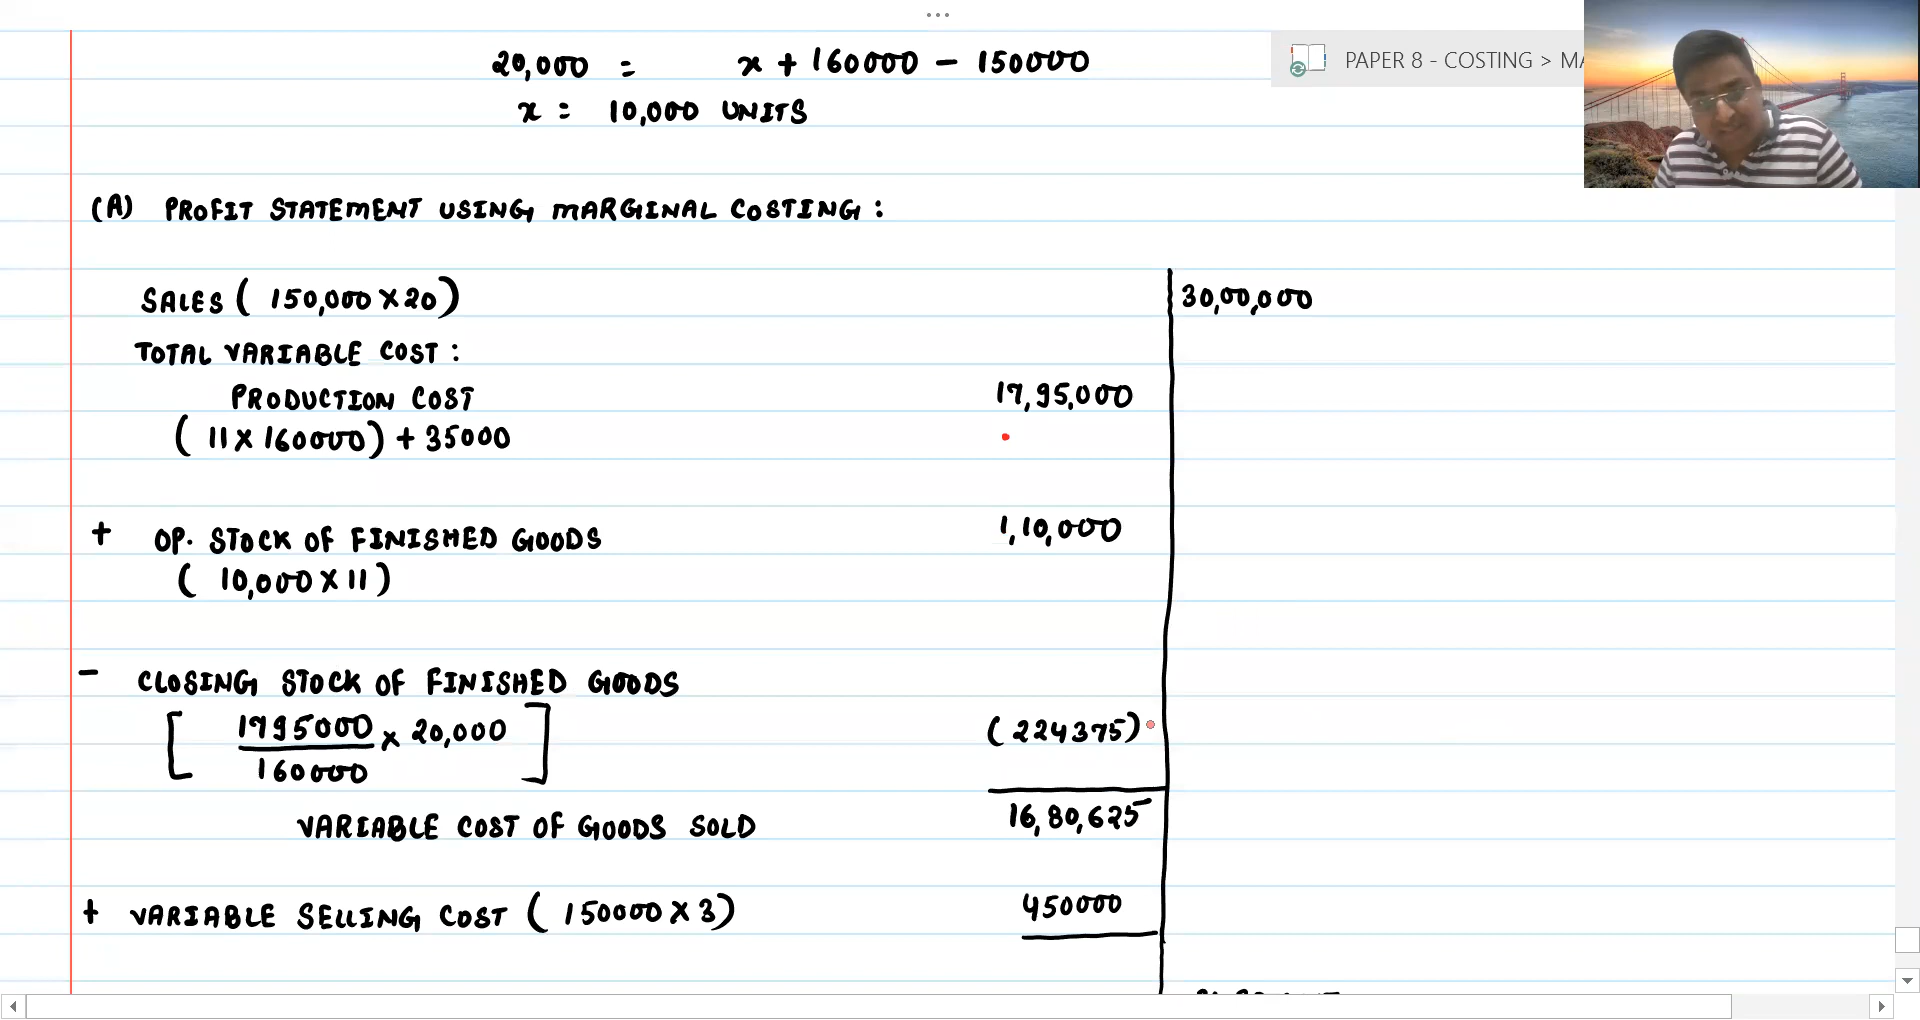 20,000 = x + 160000 - 150000
PAPER 8 - COSTING > MA
x = 10,000 UNITS
(A) PROFIT STATEMENT USING MARGINAL COSTING :
SALES ( 150,000 X 20 ) 30,00,000
TOTAL VARIABLE COST :
PRODUCTION COST 17,95,000
( 11 X 160000 ) + 35000
+ OP. STOCK OF FINISHED GOODS 1,10,000
( 10,000 X 11 )
- CLOSING STOCK OF FINISHED GOODS
[ 1795000 / 160000 X 20,000 ] (224375)
VARIABLE COST OF GOODS SOLD 16,80,625
+ VARIABLE SELLING COST ( 150000 X 3 ) 450000